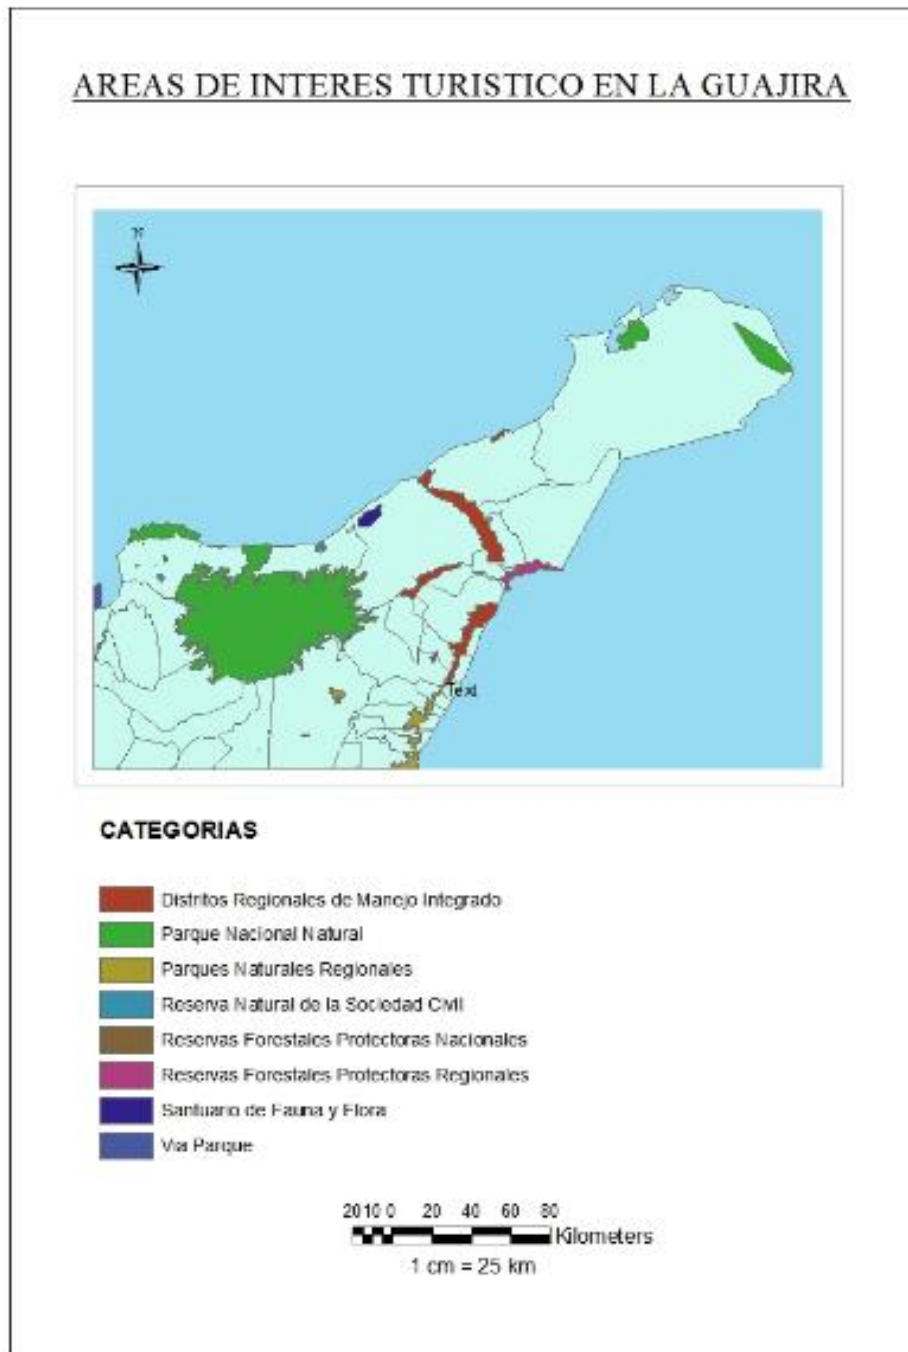 AREAS DE INTERES TURISTICO EN LA GUAJIRA
N
Text
CATEGORIAS
Distritos Regionales de Manejo Integrado
Parque Nacional Natural
Parques Naturales Regionales
Reserva Natural de la Sociedad Civil
Reservas Forestales Protectoras Nacionales
Reservas Forestales Protectoras Regionales
Santuario de Fauna y Flora
Via Parque
20 10 0 20 40 60 80
Kilometers
1 cm = 25 km